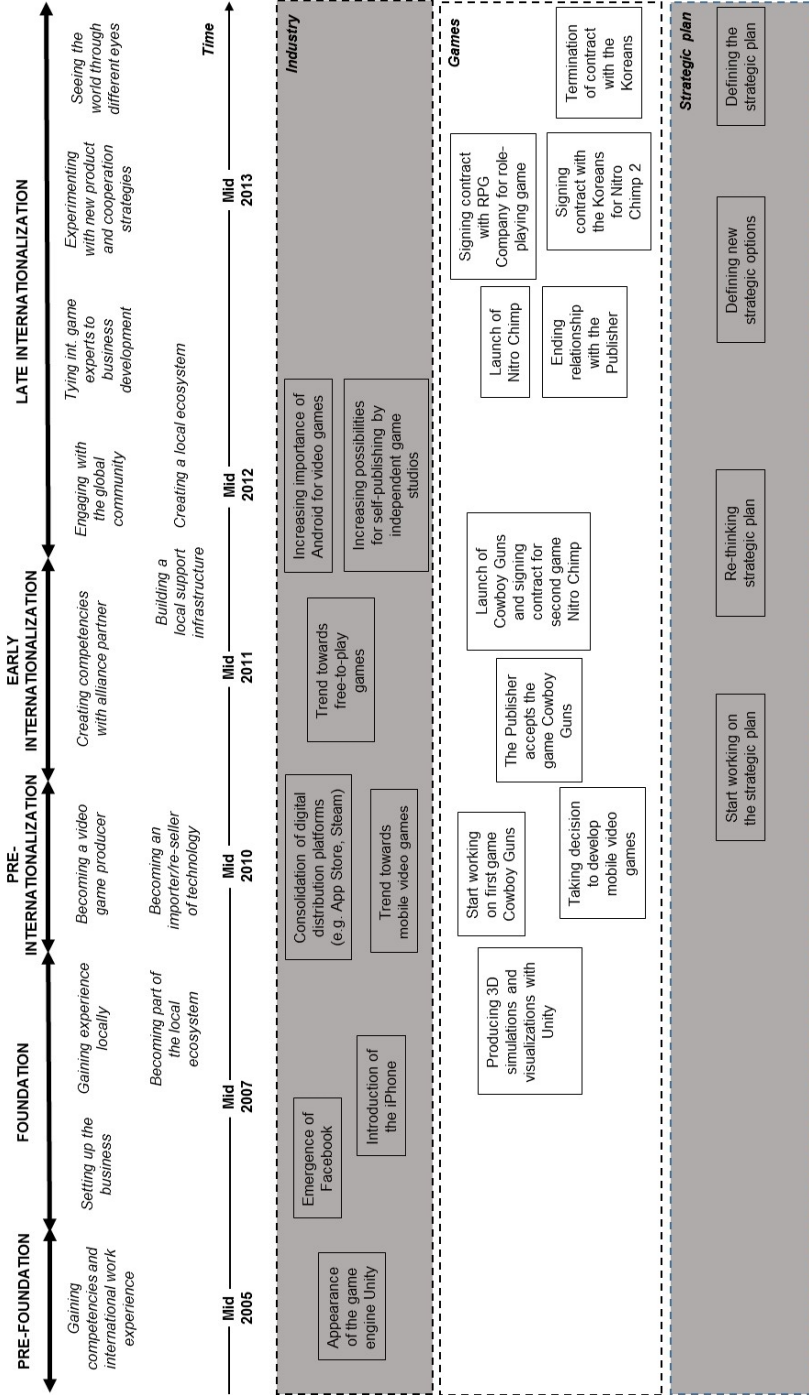 PRE-FOUNDATION
FOUNDATION
PRE-
INTERNATIONALIZATION
EARLY
INTERNATIONALIZATION
LATE INTERNATIONALIZATION
Gaining
competencies and
international work
experience
Setting up the
business
Gaining experience
locally
Becoming a video
game producer
Creating competencies
with alliance partner
Engaging with
the global
community
Tying int. game
experts to
business
development
Experimenting
with new product
and cooperation
strategies
Seeing the
world through
different eyes
Becoming part of
the local
ecosystem
Becoming an
importer/re-seller
of technology
Building a
local support
infrastructure
Creating a local ecosystem
Time
Mid
2005
Mid
2007
Mid
2010
Mid
2011
Mid
2012
Mid
2013
Industry
Appearance
of the game
engine Unity
Emergence of
Facebook
Introduction of
the iPhone
Consolidation of digital
distribution platforms
(e.g. App Store, Steam)
Trend towards
mobile video games
Trend towards
free-to-play
games
Increasing importance of
Android for video games
Increasing possibilities
for self-publishing by
independent game
studios
Games
Producing 3D
simulations and
visualizations with
Unity
Start working
on first game
Cowboy Guns
Taking decision
to develop
mobile video
games
The Publisher
accepts the
game Cowboy
Guns
Launch of
Cowboy Guns
and signing
contract for
second game
Nitro Chimp
Launch of
Nitro Chimp
Ending
relationship
with the
Publisher
Signing contract
with RPG
Company for role-
playing game
Signing
contract with
the Koreans
for Nitro
Chimp 2
Termination
of contract
with the
Koreans
Strategic plan
Start working on
the strategic plan
Re-thinking
strategic plan
Defining new
strategic options
Defining the
strategic plan